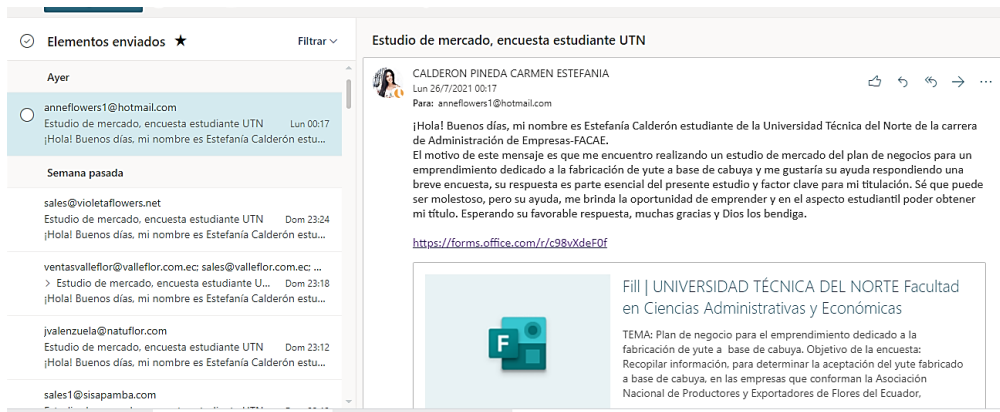 Elementos enviados ★
Filtrar
Ayer
anneflowers1@hotmail.com
Estudio de mercado, encuesta estudiante UTN Lun 00:17
¡Hola! Buenos días, mi nombre es Estefanía Calderón estu...
Semana pasada
sales@violetaflowers.net
Estudio de mercado, encuesta estudiante UTN Dom 23:24
¡Hola! Buenos días, mi nombre es Estefanía Calderón estu...
ventasvalleflor@valleflor.com.ec; sales@valleflor.com.ec; ...
> Estudio de mercado, encuesta estudiante U... Dom 23:18
¡Hola! Buenos días, mi nombre es Estefanía Calderón estu...
jvalenzuela@natuflor.com
Estudio de mercado, encuesta estudiante UTN Dom 23:12
¡Hola! Buenos días, mi nombre es Estefanía Calderón estu...
sales1@sisapamba.com
Estudio de mercado, encuesta estudiante UTN
Estudio de mercado, encuesta estudiante UTN
CALDERON PINEDA CARMEN ESTEFANIA
Lun 26/7/2021 00:17
Para: anneflowers1@hotmail.com
¡Hola! Buenos días, mi nombre es Estefanía Calderón estudiante de la Universidad Técnica del Norte de la carrera
de Administración de Empresas-FACAE.
El motivo de este mensaje es que me encuentro realizando un estudio de mercado del plan de negocios para un
emprendimiento dedicado a la fabricación de yute a base de cabuya y me gustaría su ayuda respondiendo una
breve encuesta, su respuesta es parte esencial del presente estudio y factor clave para mi titulación. Sé que puede
ser molestoso, pero su ayuda, me brinda la oportunidad de emprender y en el aspecto estudiantil poder obtener
mi título. Esperando su favorable respuesta, muchas gracias y Dios los bendiga.
https://forms.office.com/r/c98vXdeF0f
F
Fill | UNIVERSIDAD TÉCNICA DEL NORTE Facultad
en Ciencias Administrativas y Económicas
TEMA: Plan de negocio para el emprendimiento dedicado a la
fabricación de yute a base de cabuya. Objetivo de la encuesta:
Recopilar información, para determinar la aceptación del yute fabricado
a base de cabuya, en las empresas que conforman la Asociación
Nacional de Productores y Exportadores de Flores del Ecuador,